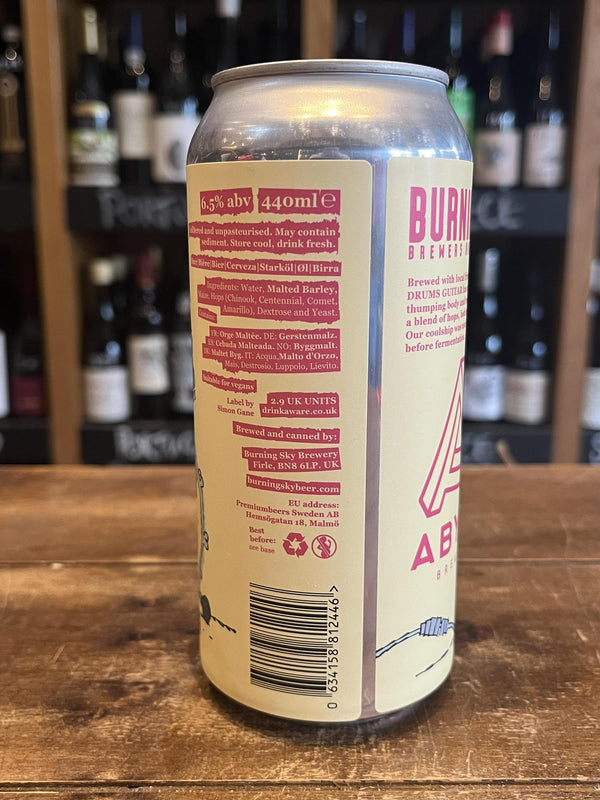 6.5% abv 440ml e
and unpasteurised. May contain
sediment. Store cool, drink fresh.
Bière|Bier|Cerveza|Starköl|Øl|Birra
Ingredients: Water, Malted Barley,
Hops (Chinook, Centennial, Comet,
Amarillo), Dextrose and Yeast.
Contains:
FR: Orge Maltée. DE: Gerstenmalz.
ES: Cebada Malteada. NO: Byggmalt.
DK: Maltet Byg. IT: Acqua, Malto d'Orzo,
Mais, Destrosio, Luppolo, Lievito.
Suitable for vegans
Label by
Simon Gane
2.9 UK UNITS
drinkaware.co.uk
Brewed and canned by:
Burning Sky Brewery
Firle, BN8 6LP. UK
burningskybeer.com
EU address:
Premiumbeers Sweden AB
Hemsögatan 18, Malmö
Best
before:
see base
0 634158 812446 >
BURNI
BREWERS
Brewed with local
DRUMS GUITAR
thumping body and
a blend of hops,
Our coolship was
before fermentation
A
ABY
BRE